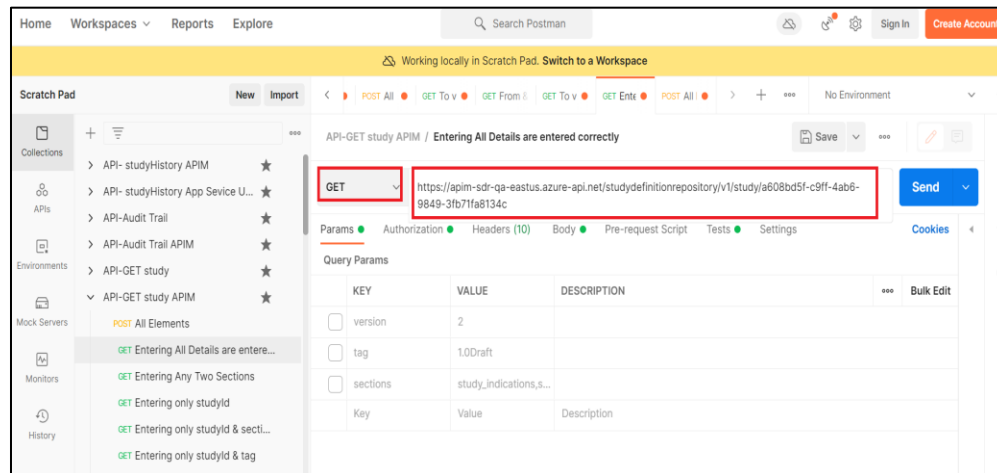 Home Workspaces Reports Explore Search Postman Sign In Create Account
Working locally in Scratch Pad. Switch to a Workspace
Scratch Pad New Import POST All GET To v GET From & GET To v GET Ente POST All No Environment
Collections
APIs
Environments
Mock Servers
Monitors
History
API- studyHistory APIM
API- studyHistory App Sevice U...
API-Audit Trail
API-Audit Trail APIM
API-GET study
API-GET study APIM
POST All Elements
GET Entering All Details are entere...
GET Entering Any Two Sections
GET Entering only studyId
GET Entering only studyId & secti...
GET Entering only studyId & tag
API-GET study APIM / Entering All Details are entered correctly Save
GET https://apim-sdr-qa-eastus.azure-api.net/studydefinitionrepository/v1/study/a608bd5f-c9ff-4ab6-
9849-3fb71fa8134c Send
Params Authorization Headers (10) Body Pre-request Script Tests Settings Cookies
Query Params
KEY VALUE DESCRIPTION Bulk Edit
version 2
tag 1.0Draft
sections study_indications,s...
Key Value Description